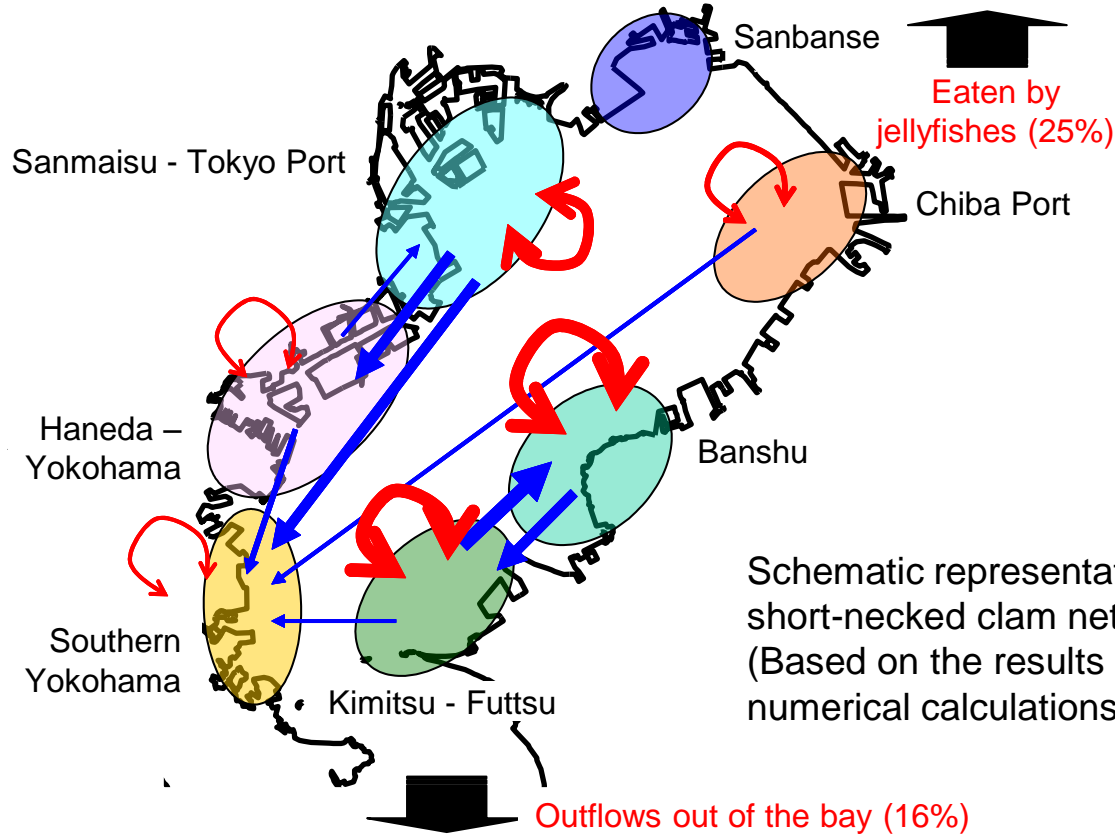 Sanbanse
Eaten by
jellyfishes (25%)
Sanmaisu - Tokyo Port
Chiba Port
Haneda –
Yokohama
Banshu
Southern
Yokohama
Kimitsu - Futtsu
Schematic representat
short-necked clam net
(Based on the results
numerical calculations
Outflows out of the bay (16%)